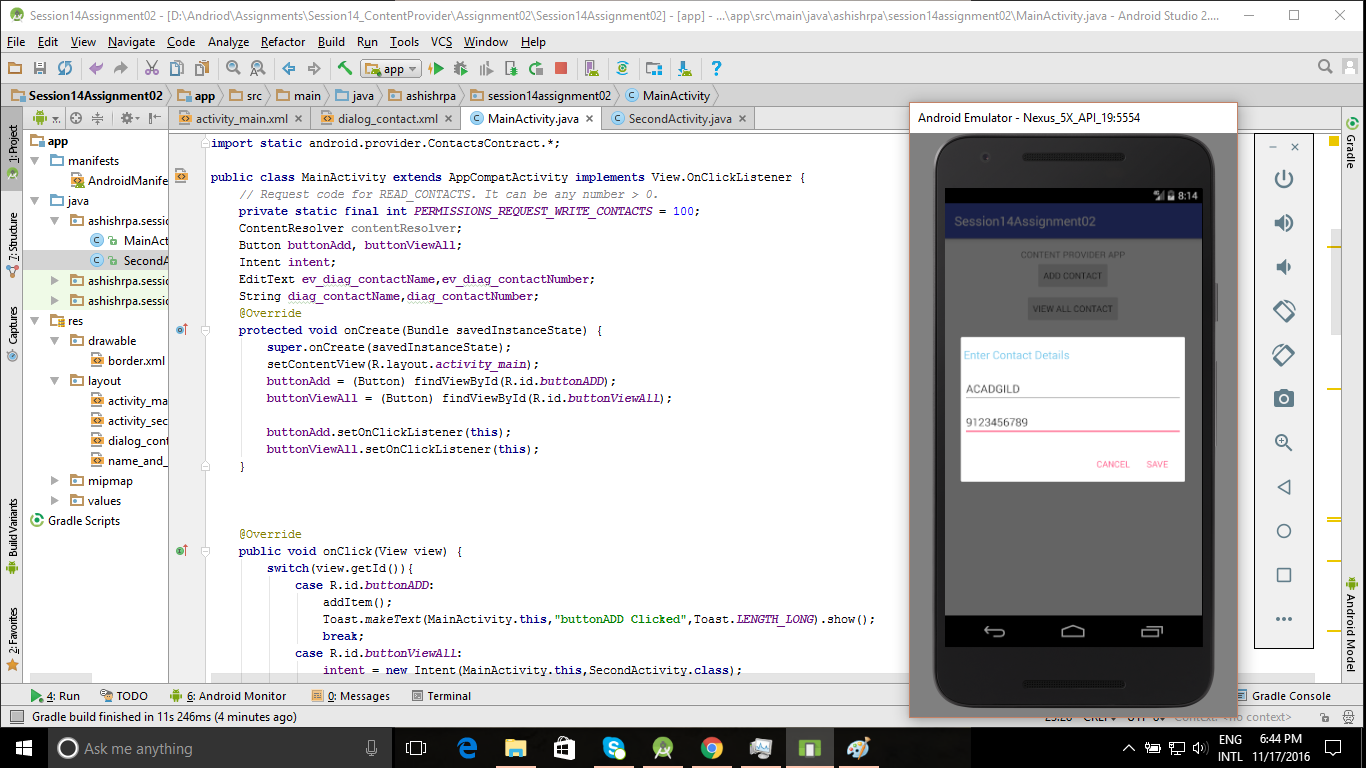 Session14Assignment02 - [D:\Andriod\Assignments\Session14_ContentProvider\Assignment02\Session14Assignment02] - [app] - ...\app\src\main\java\ashishrpa\session14assignment02\MainActivity.java - Android Studio 2....
File Edit View Navigate Code Analyze Refactor Build Run Tools VCS Window Help
app
Session14Assignment02 app src main java ashishrpa session14assignment02 MainActivity
activity_main.xml dialog_contact.xml MainActivity.java SecondActivity.java
1: Project
7: Structure
Captures
Build Variants
2: Favorites
app
manifests
AndroidManife
java
ashishrpa.sessi
MainAct
SecondA
ashishrpa.sessi
ashishrpa.sessi
res
drawable
border.xml
layout
activity_ma
activity_sec
dialog_cont
name_and_
mipmap
values
Gradle Scripts
import static android.provider.ContactsContract.*;
public class MainActivity extends AppCompatActivity implements View.OnClickListener {
// Request code for READ_CONTACTS. It can be any number > 0.
private static final int PERMISSIONS_REQUEST_WRITE_CONTACTS = 100;
ContentResolver contentResolver;
Button buttonAdd, buttonViewAll;
Intent intent;
EditText ev_diag_contactName,ev_diag_contactNumber;
String diag_contactName,diag_contactNumber;
@Override
protected void onCreate(Bundle savedInstanceState) {
super.onCreate(savedInstanceState);
setContentView(R.layout.activity_main);
buttonAdd = (Button) findViewById(R.id.buttonADD);
buttonViewAll = (Button) findViewById(R.id.buttonViewAll);
buttonAdd.setOnClickListener(this);
buttonViewAll.setOnClickListener(this);
}
@Override
public void onClick(View view) {
switch(view.getId()){
case R.id.buttonADD:
addItem();
Toast.makeText(MainActivity.this,"buttonADD Clicked",Toast.LENGTH_LONG).show();
break;
case R.id.buttonViewAll:
intent = new Intent(MainActivity.this,SecondActivity.class);
Android Emulator - Nexus_5X_API_19:5554
8:14
Session14Assignment02
CONTENT PROVIDER APP
ADD CONTACT
VIEW ALL CONTACT
Enter Contact Details
ACADGILD
9123456789
CANCEL SAVE
Gradle
Android Model
4: Run TODO 6: Android Monitor 0: Messages Terminal Gradle Console
Gradle build finished in 11s 246ms (4 minutes ago)
Context: <no context>
Ask me anything
ENG
INTL
6:44 PM
11/17/2016